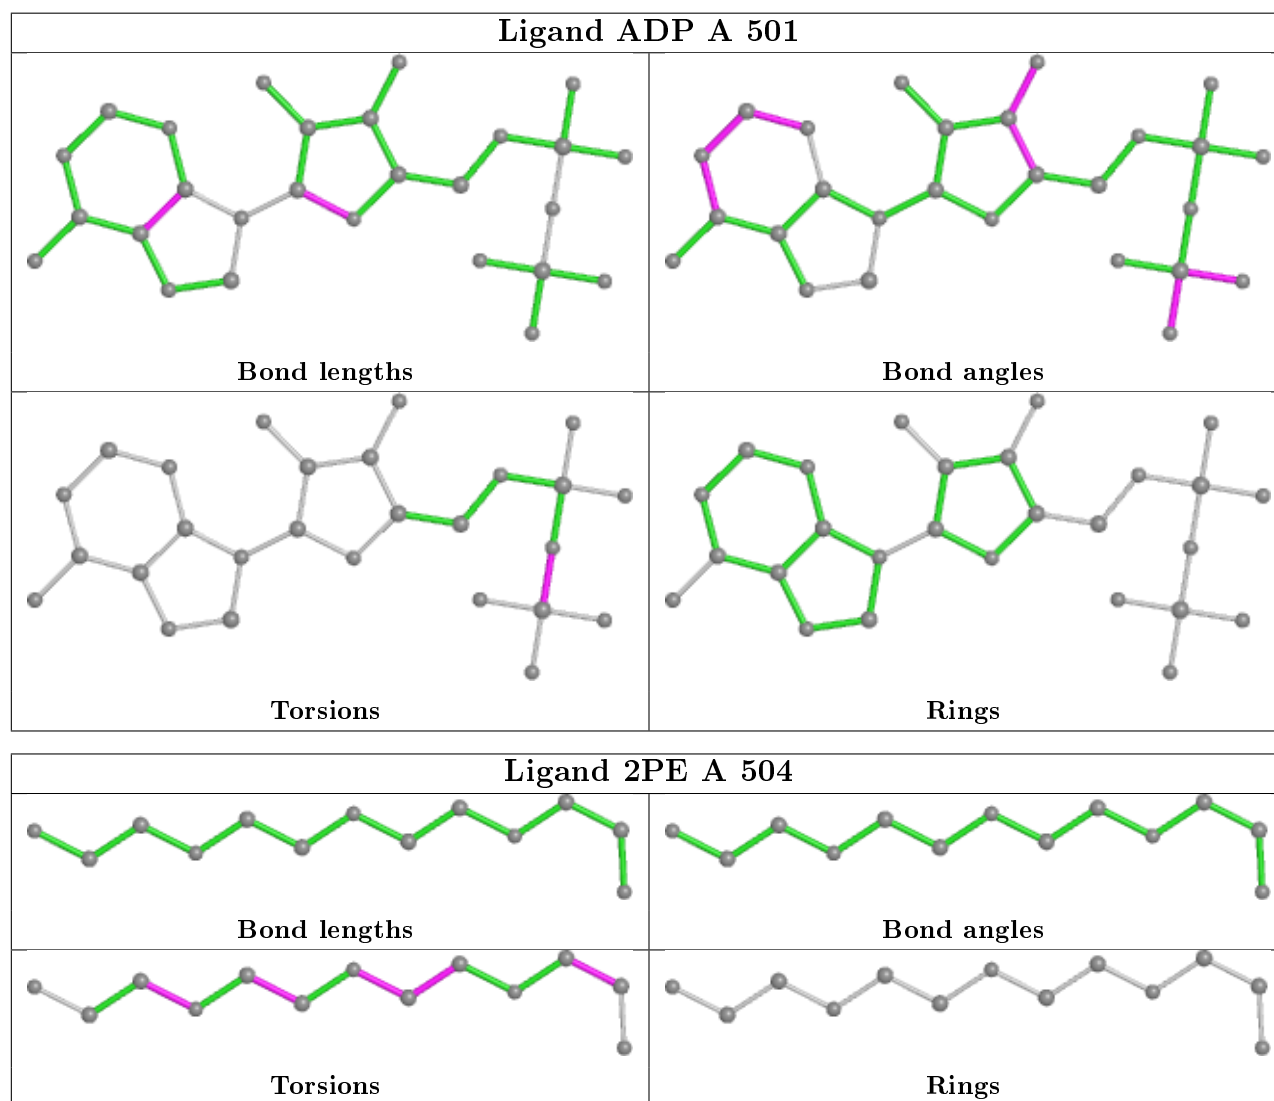 Ligand ADP A 501
Bond lengths
Bond angles
Torsions
Rings
Ligand 2PE A 504
Bond lengths
Bond angles
Torsions
Rings